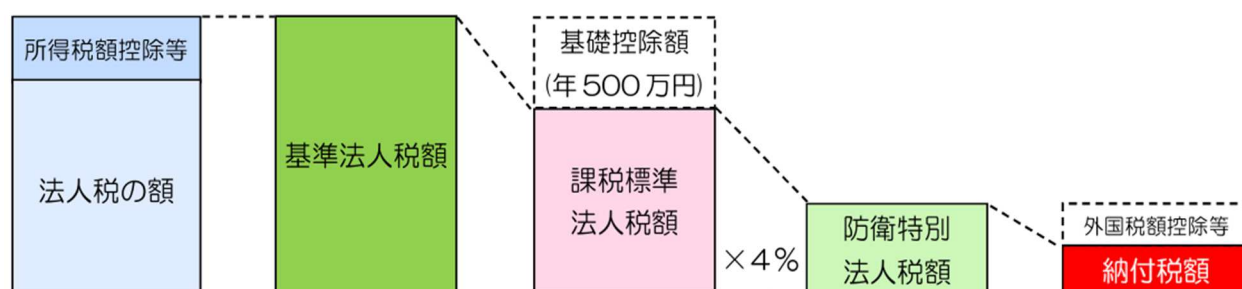 所得税額控除等
法人税の額
基準法人税額
基礎控除額
(年500万円)
課税標準
法人税額
×4%
防衛特別
法人税額
外国税額控除等
納付税額